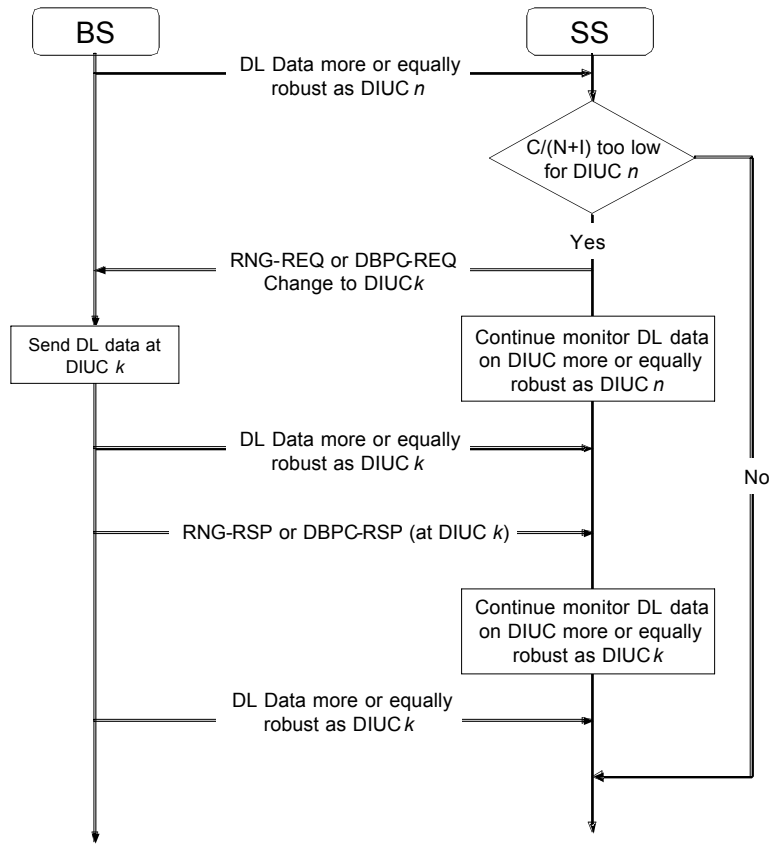 BS
SS
DL Data more or equally
robust as DIUC n
C/(N+I) too low
for DIUC n
Yes
RNG-REQ or DBPC-REQ
Change to DIUC k
Send DL data at
DIUC k
Continue monitor DL data
on DIUC more or equally
robust as DIUC n
DL Data more or equally
robust as DIUC k
No
RNG-RSP or DBPC-RSP (at DIUC k)
Continue monitor DL data
on DIUC more or equally
robust as DIUC k
DL Data more or equally
robust as DIUC k